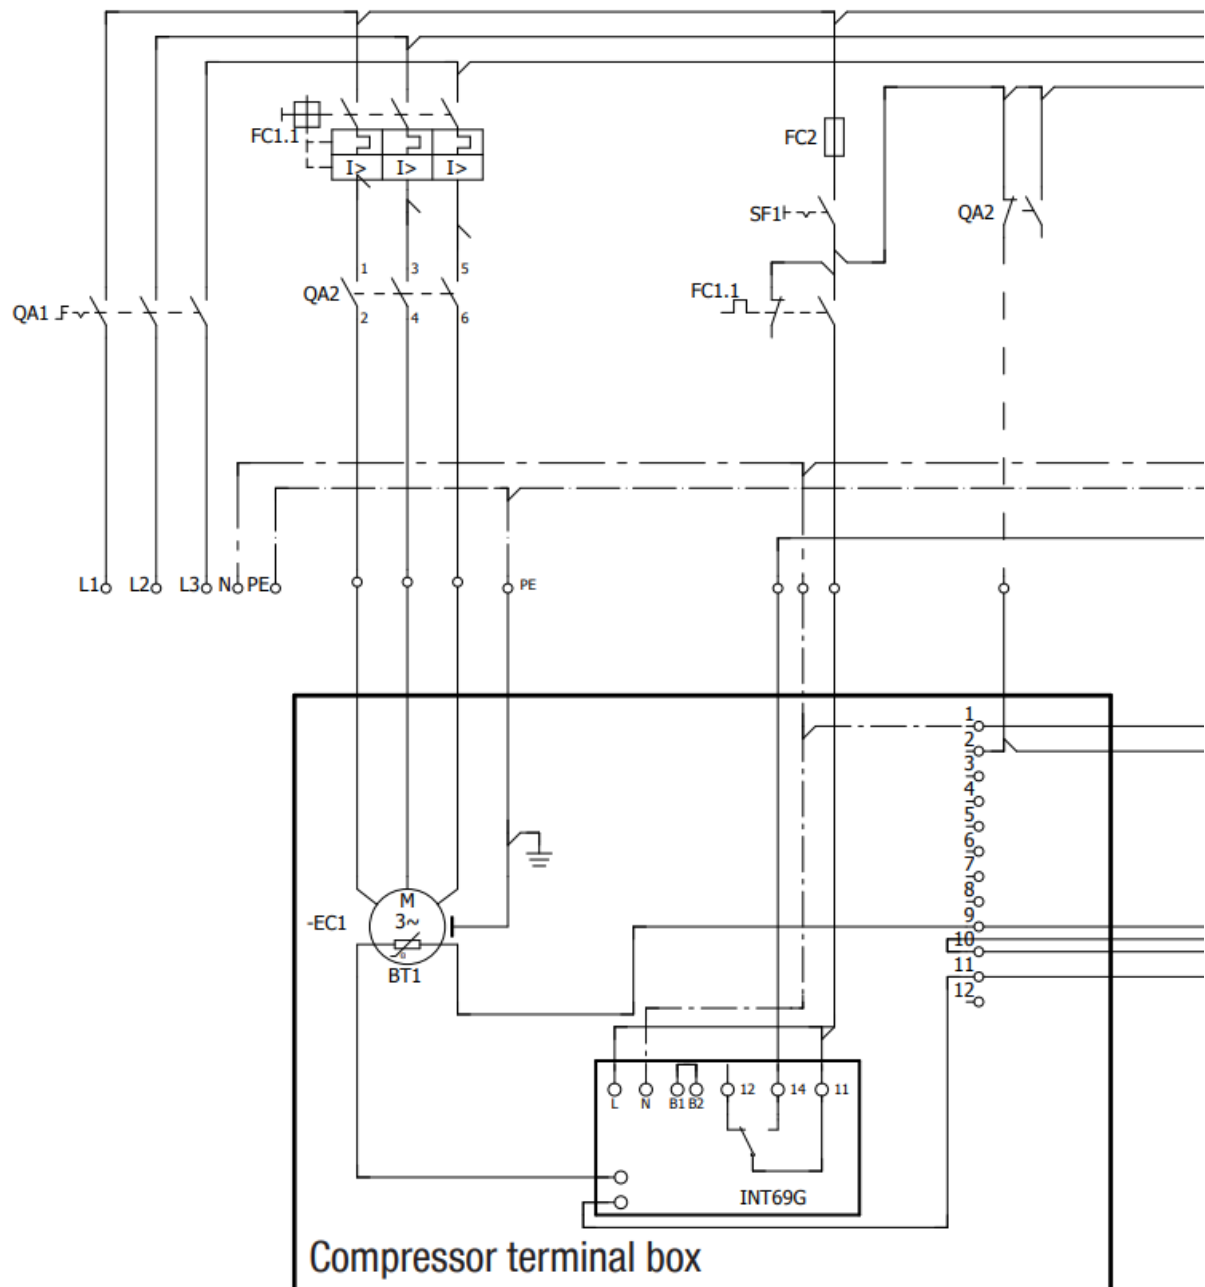 FC1.1
I> I> I>
FC2
SF1
QA2
1 3 5
QA2
2 4 6
QA1
FC1.1
L1 L2 L3 N PE
PE
1
2
3
4
5
6
7
8
9
10
11
12
M
3~
-EC1
BT1
L N B1 B2 12 14 11
INT69G
Compressor terminal box